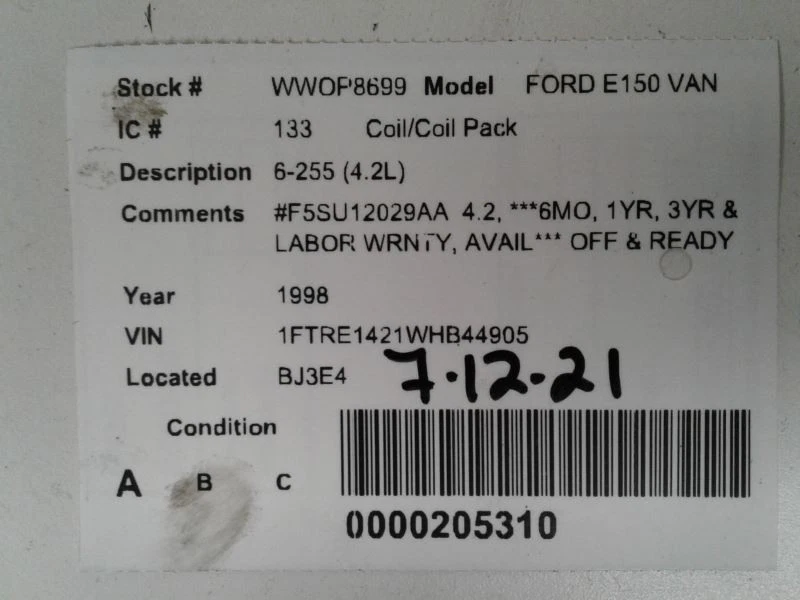 Stock # WWOP8699 Model FORD E150 VAN
IC # 133 Coil/Coil Pack
Description 6-255 (4.2L)
Comments #F5SU12029AA 4.2, ***6MO, 1YR, 3YR &
LABOR WRNTY, AVAIL*** OFF & READY
Year 1998
VIN 1FTRE1421WHB44905
Located BJ3E4 7-12-21
Condition
A B C
0000205310